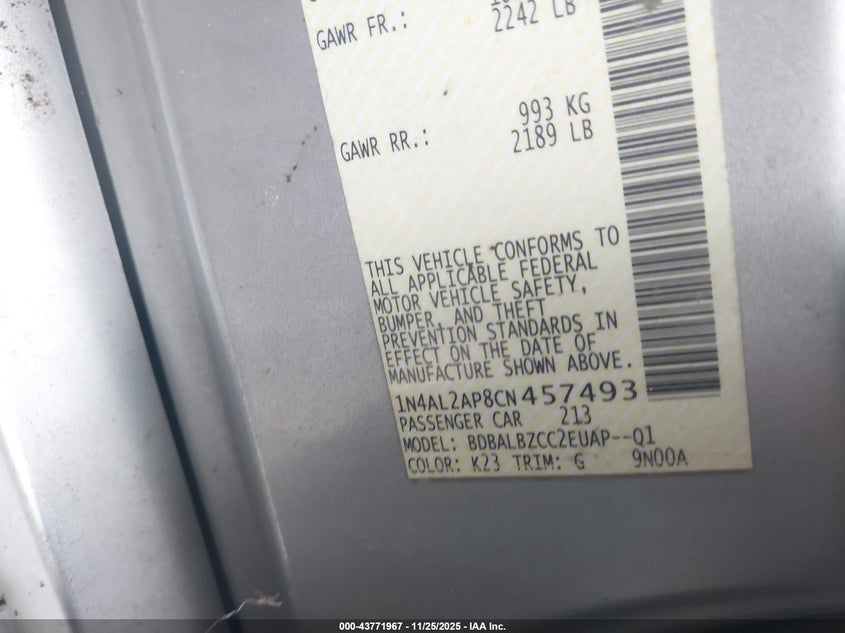 GAWR FR.: 2242 LB
993 KG
GAWR RR.: 2189 LB
THIS VEHICLE CONFORMS TO
ALL APPLICABLE FEDERAL
MOTOR VEHICLE SAFETY,
BUMPER, AND THEFT
PREVENTION STANDARDS IN
EFFECT ON THE DATE OF
MANUFACTURE SHOWN ABOVE.
1N4AL2AP8CN457493
PASSENGER CAR 213
MODEL: BDBALBZCC2EUAP--Q1
COLOR: K23 TRIM: G 9N00A
000-43771967 - 11/25/2025 - IAA Inc.